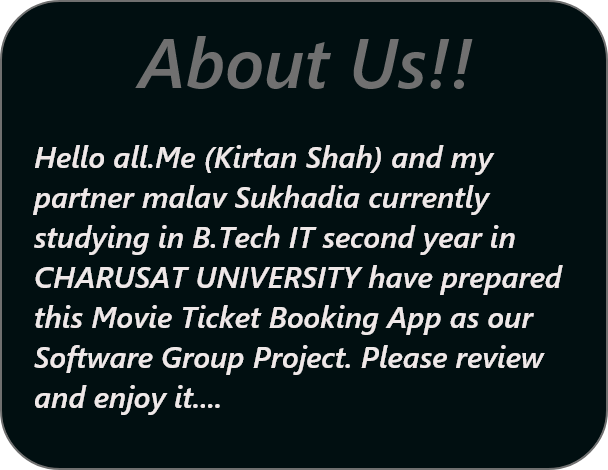 About Us!!
Hello all.Me (Kirtan Shah) and my
partner malav Sukhadia currently
studying in B.Tech IT second year in
CHARUSAT UNIVERSITY have prepared
this Movie Ticket Booking App as our
Software Group Project. Please review
and enjoy it....